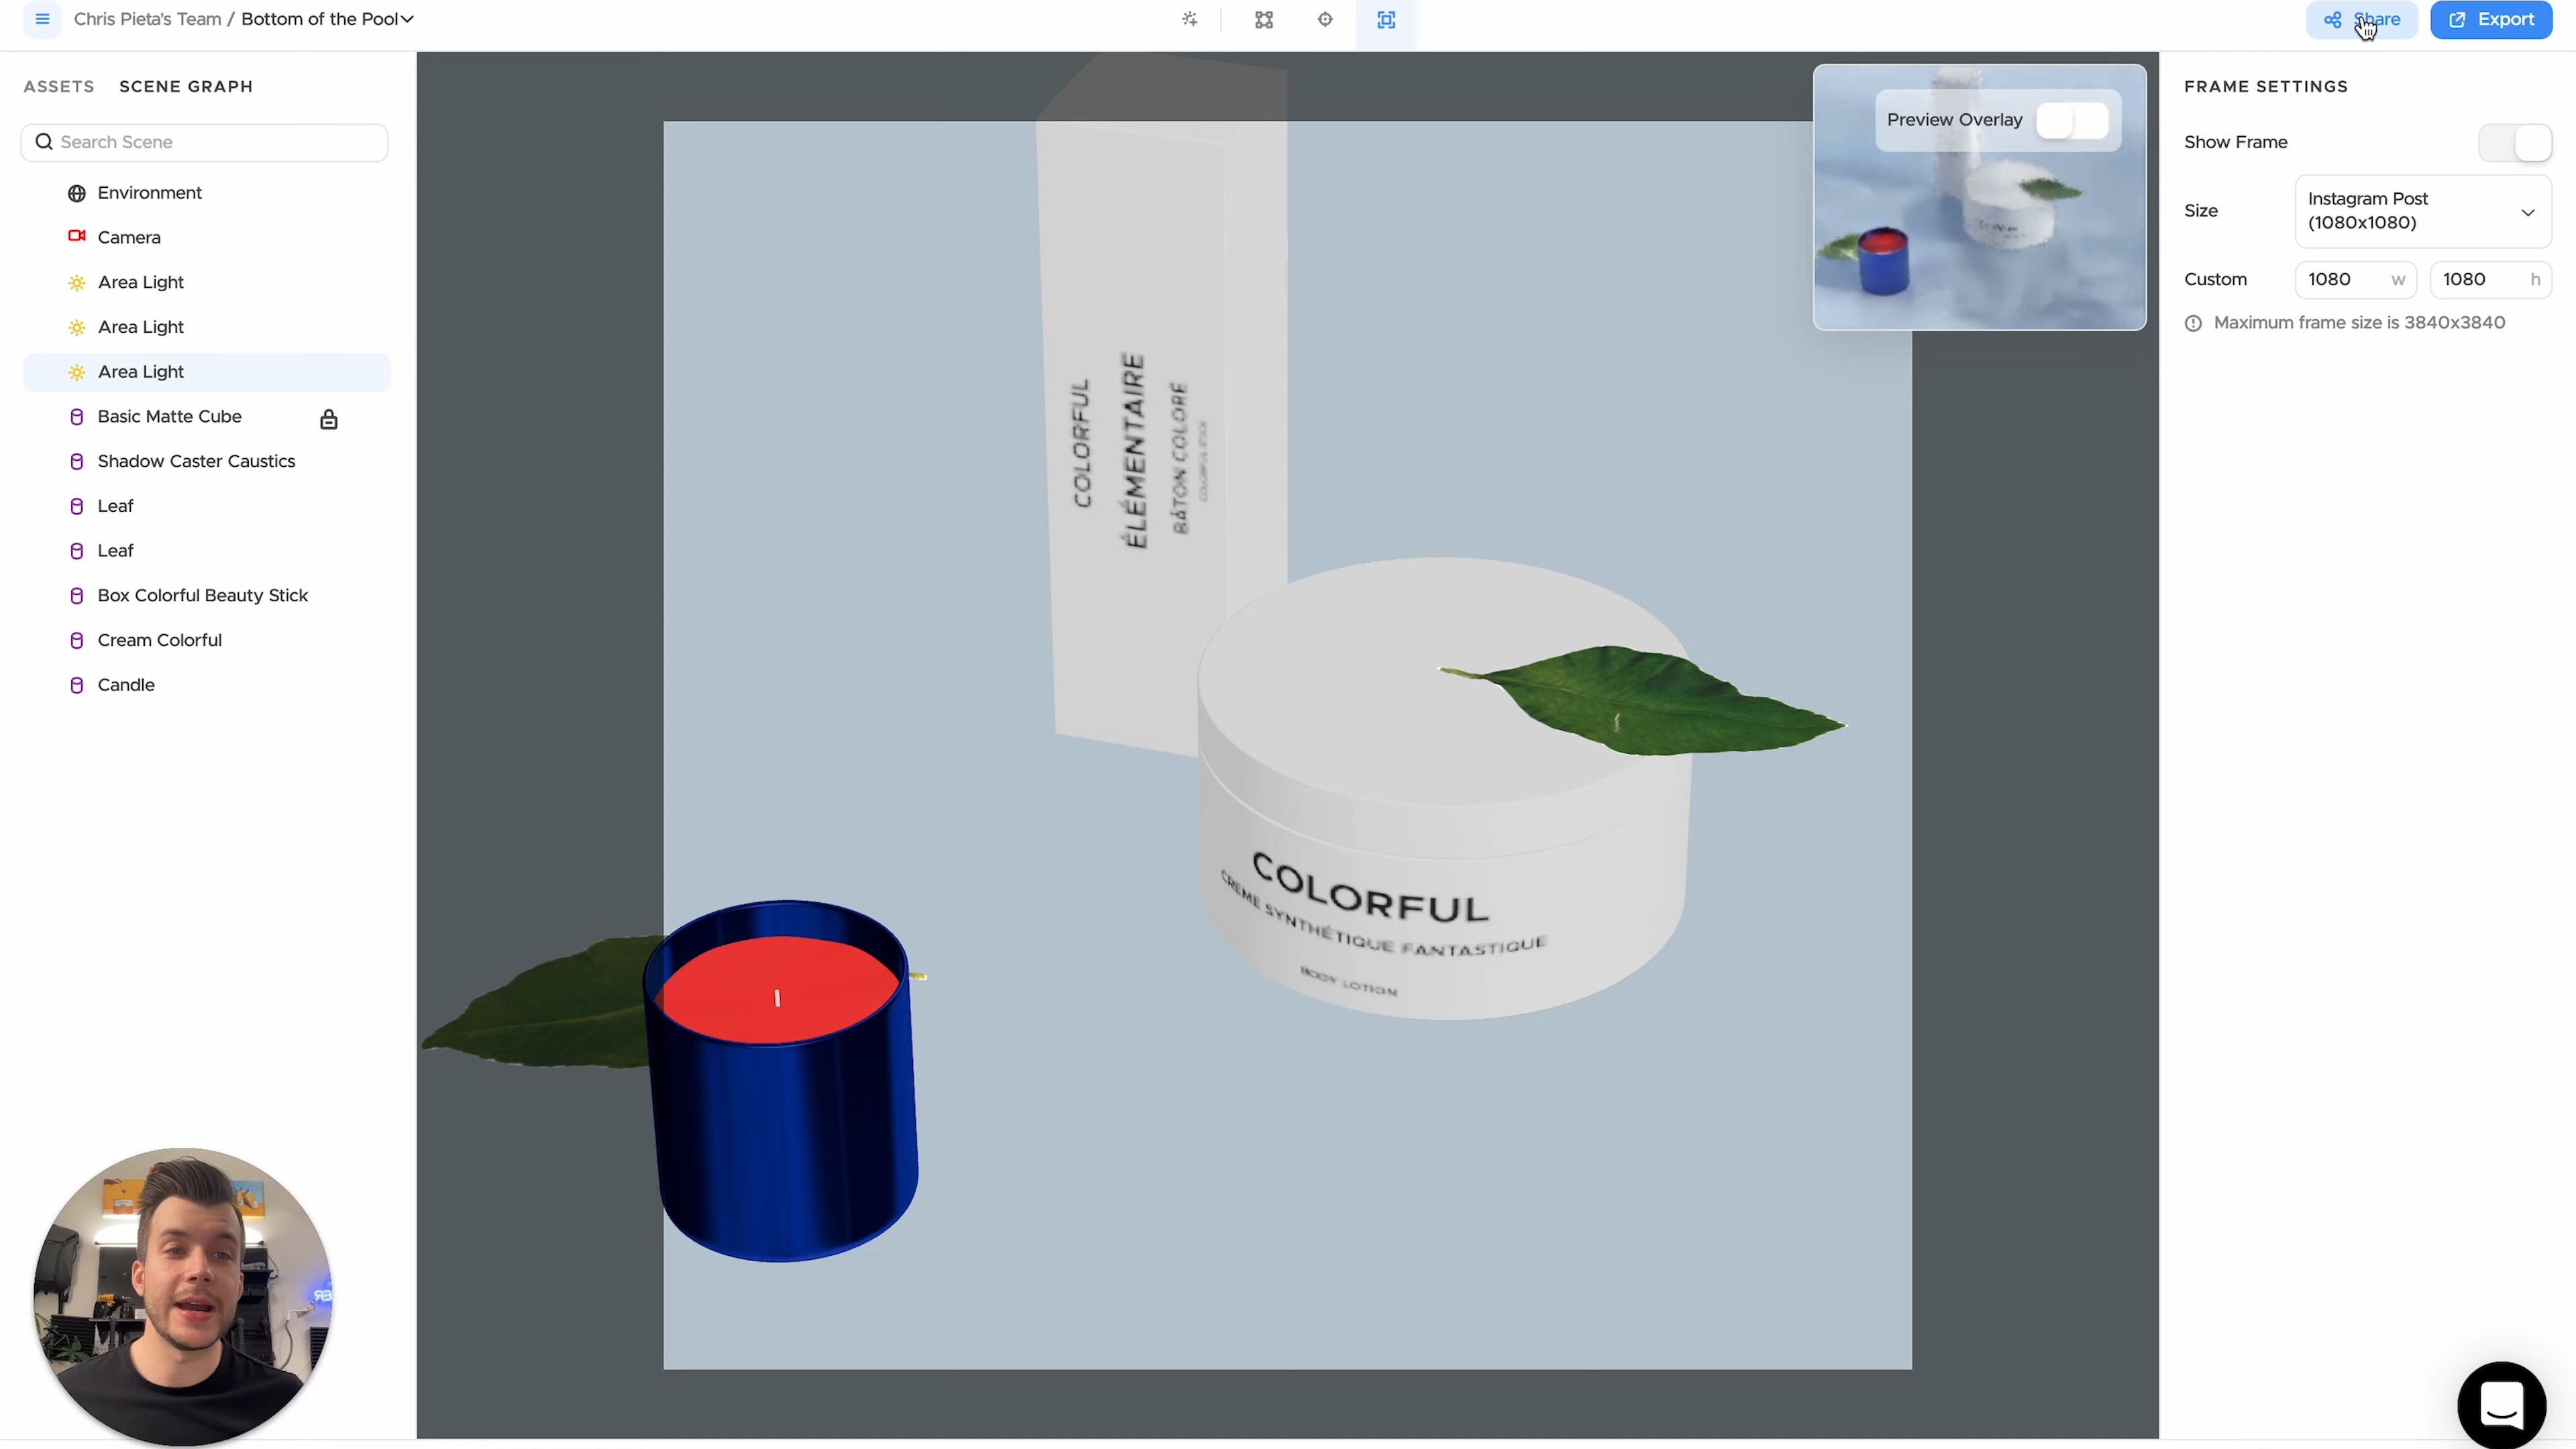 Chris Pieta's Team / Bottom of the Pool
Share
Export
ASSETS
SCENE GRAPH
Search Scene
Environment
Camera
Area Light
Area Light
Area Light
Basic Matte Cube
Shadow Caster Caustics
Leaf
Leaf
Box Colorful Beauty Stick
Cream Colorful
Candle
COLORFUL
ÉLÉMENTAIRE
BÂTON COLORÉ
COLORFUL STICK
COLORFUL
CRÈME SYNTHÉTIQUE FANTASTIQUE
BODY LOTION
Preview Overlay
FRAME SETTINGS
Show Frame
Size
Instagram Post
(1080x1080)
Custom
1080 w
1080 h
Maximum frame size is 3840x3840